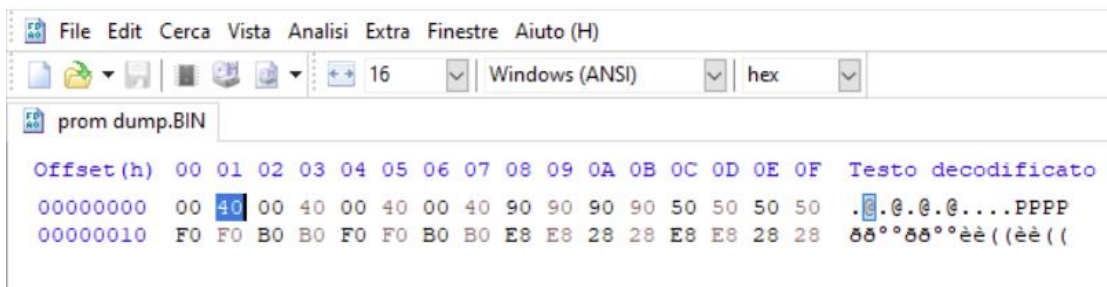 File Edit Cerca Vista Analisi Extra Finestre Aiuto (H)
16 Windows (ANSI) hex
prom dump.BIN
Offset(h) 00 01 02 03 04 05 06 07 08 09 0A 0B 0C 0D 0E 0F Testo decodificato
00000000 00 40 00 40 00 40 00 40 90 90 90 90 50 50 50 50 .@.@.@.@....PPPP
00000010 F0 F0 B0 B0 F0 F0 B0 B0 E8 E8 28 28 E8 E8 28 28 ðð°°ðð°°èè((èè((